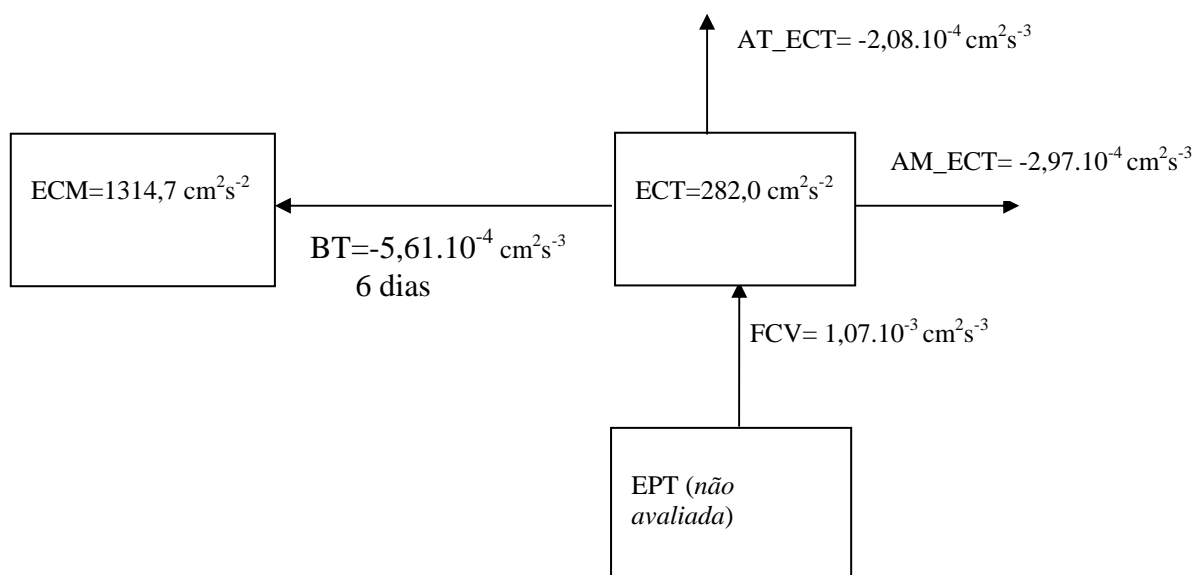 AT_ECT= -2,08.10⁻⁴ cm²s⁻³
ECM=1314,7 cm²s⁻²
ECT=282,0 cm²s⁻²
AM_ECT= -2,97.10⁻⁴ cm²s⁻³
BT=-5,61.10⁻⁴ cm²s⁻³
6 dias
FCV= 1,07.10⁻³ cm²s⁻³
EPT (não
avaliada)